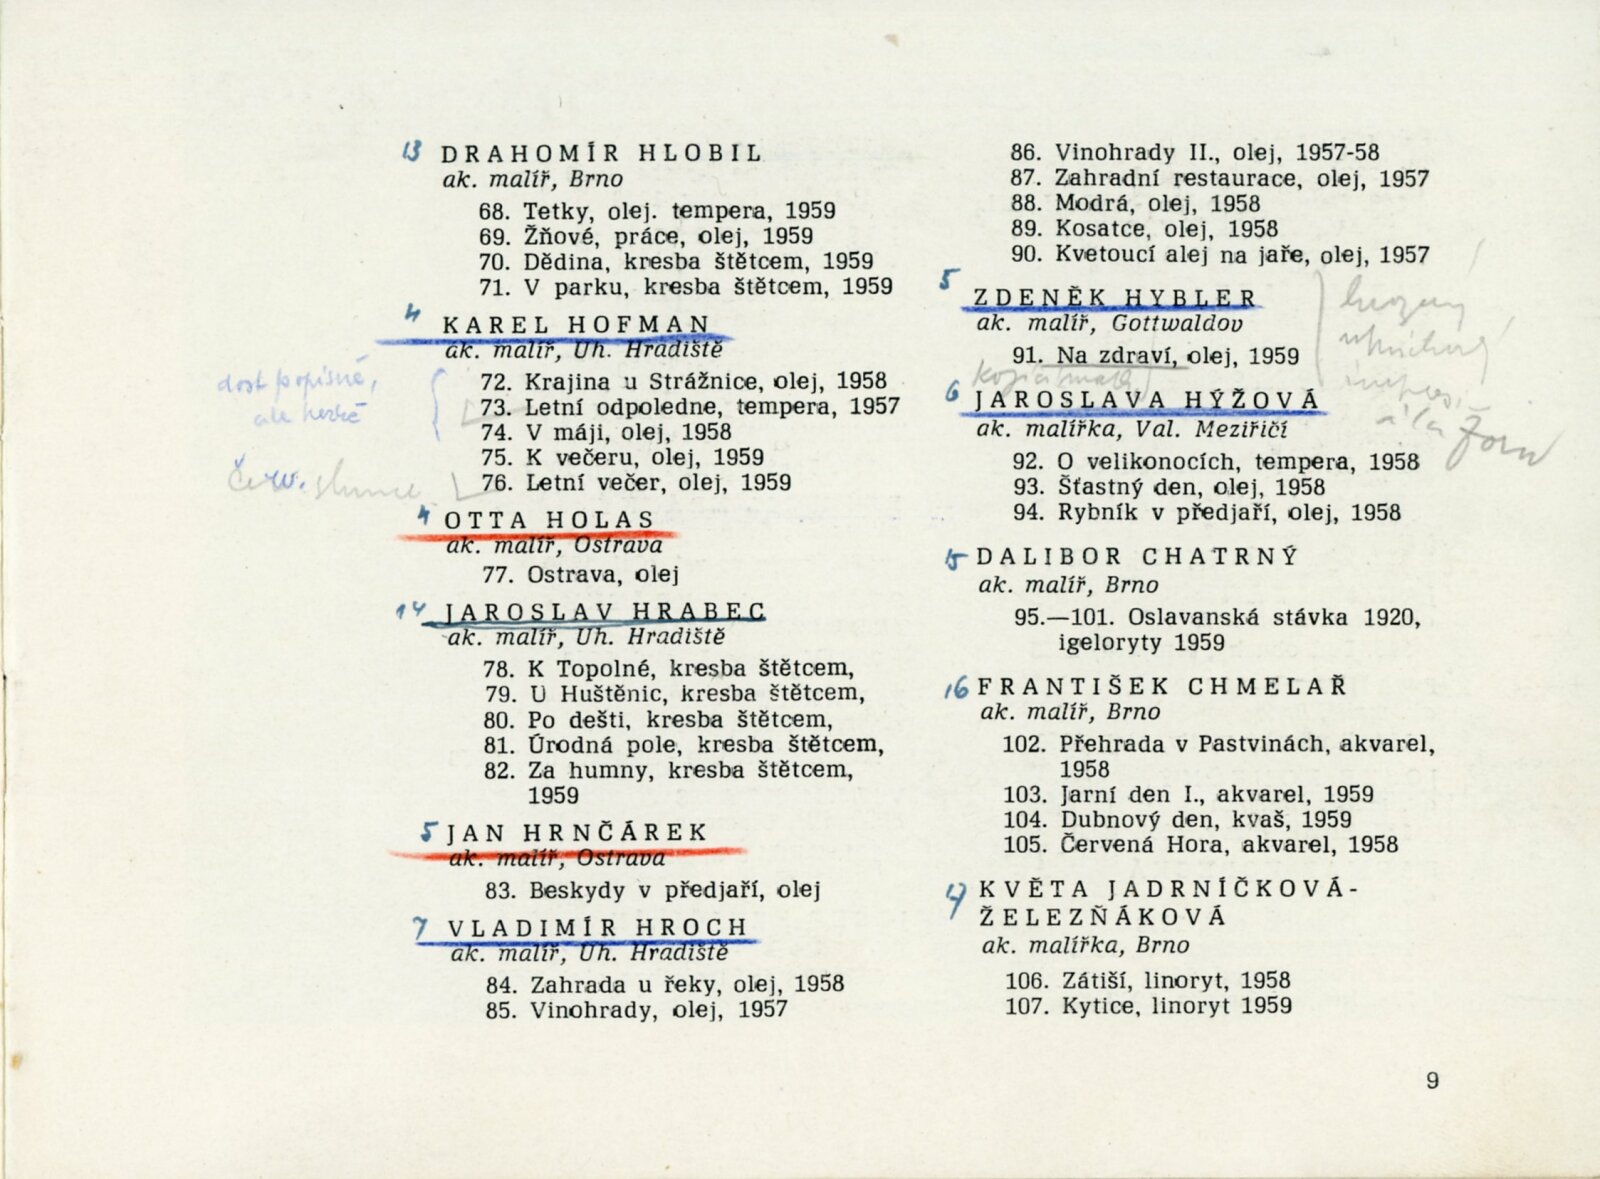 13 DRAHOMÍR HLOBIL
ak. malíř, Brno
68. Tetky, olej. tempera, 1959
69. Žňové, práce, olej, 1959
70. Dědina, kresba štětcem, 1959
71. V parku, kresba štětcem, 1959
4 KAREL HOFMAN
ak. malíř, Uh. Hradiště
dost popisné,
ale hezké
72. Krajina u Strážnice, olej, 1958
73. Letní odpoledne, tempera, 1957
74. V máji, olej, 1958
75. K večeru, olej, 1959
červ. slunce
76. Letní večer, olej, 1959
4 OTTA HOLAS
ak. malíř, Ostrava
77. Ostrava, olej
14 JAROSLAV HRABEC
ak. malíř, Uh. Hradiště
78. K Topolné, kresba štětcem,
79. U Huštěnic, kresba štětcem,
80. Po dešti, kresba štětcem,
81. Úrodná pole, kresba štětcem,
82. Za humny, kresba štětcem,
1959
5 JAN HRNČÁREK
ak. malíř, Ostrava
83. Beskydy v předjaří, olej
7 VLADIMÍR HROCH
ak. malíř, Uh. Hradiště
84. Zahrada u řeky, olej, 1958
85. Vinohrady, olej, 1957
86. Vinohrady II., olej, 1957-58
87. Zahradní restaurace, olej, 1957
88. Modrá, olej, 1958
89. Kosatce, olej, 1958
90. Kvetoucí alej na jaře, olej, 1957
5 ZDENĚK HYBLER
ak. malíř, Gottwaldov
91. Na zdraví, olej, 1959
6 JAROSLAVA HÝŽOVÁ
ak. malířka, Val. Meziříčí
92. O velikonocích, tempera, 1958
93. Šťastný den, olej, 1958
94. Rybník v předjaří, olej, 1958
15 DALIBOR CHATRNÝ
ak. malíř, Brno
95.—101. Oslavanská stávka 1920,
igeloryty 1959
16 FRANTIŠEK CHMELAŘ
ak. malíř, Brno
102. Přehrada v Pastvinách, akvarel,
1958
103. Jarní den I., akvarel, 1959
104. Dubnový den, kvaš, 1959
105. Červená Hora, akvarel, 1958
17 KVĚTA JADRNÍČKOVÁ-
ŽELEZŇÁKOVÁ
ak. malířka, Brno
106. Zátiší, linoryt, 1958
107. Kytice, linoryt 1959
9